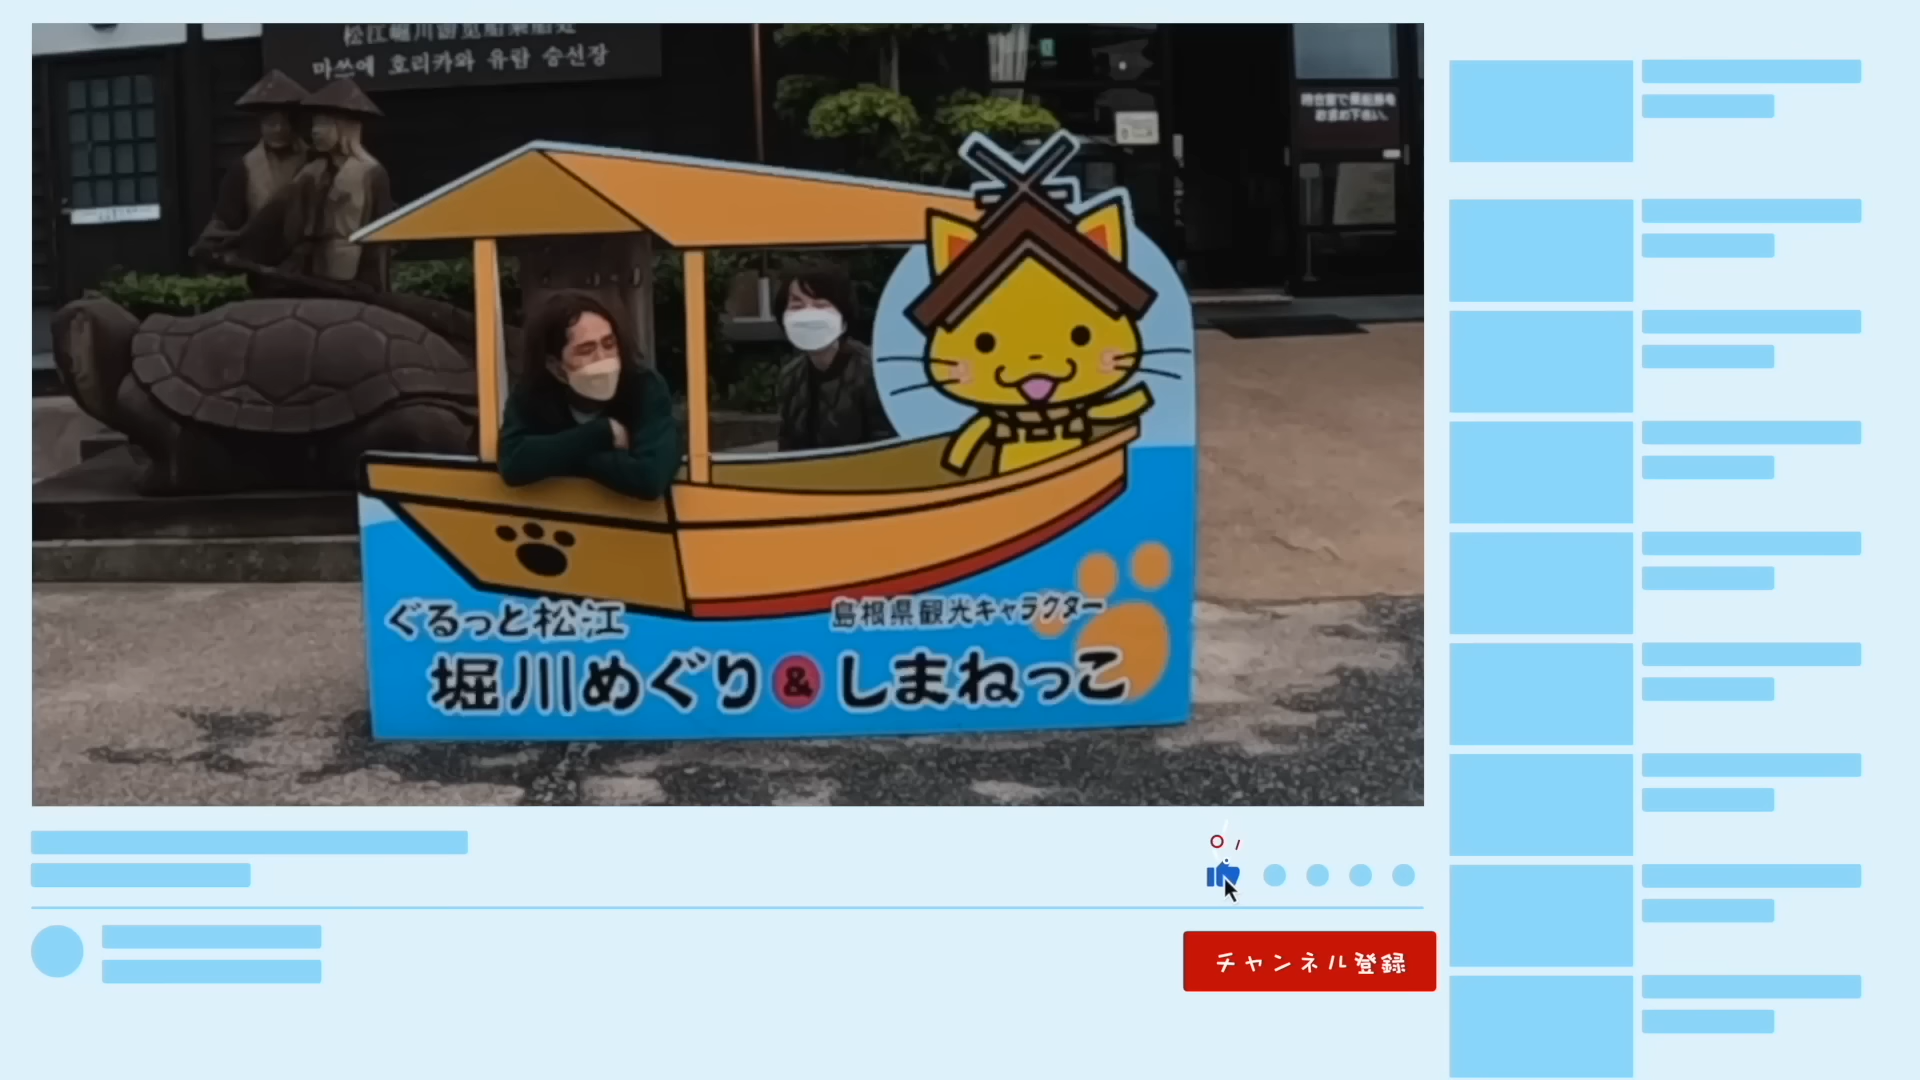 마쓰에 호리카와 유람 승선장
ぐるっと松江
島根県観光キャラクター
堀川めぐり & しまねっこ
チャンネル登録